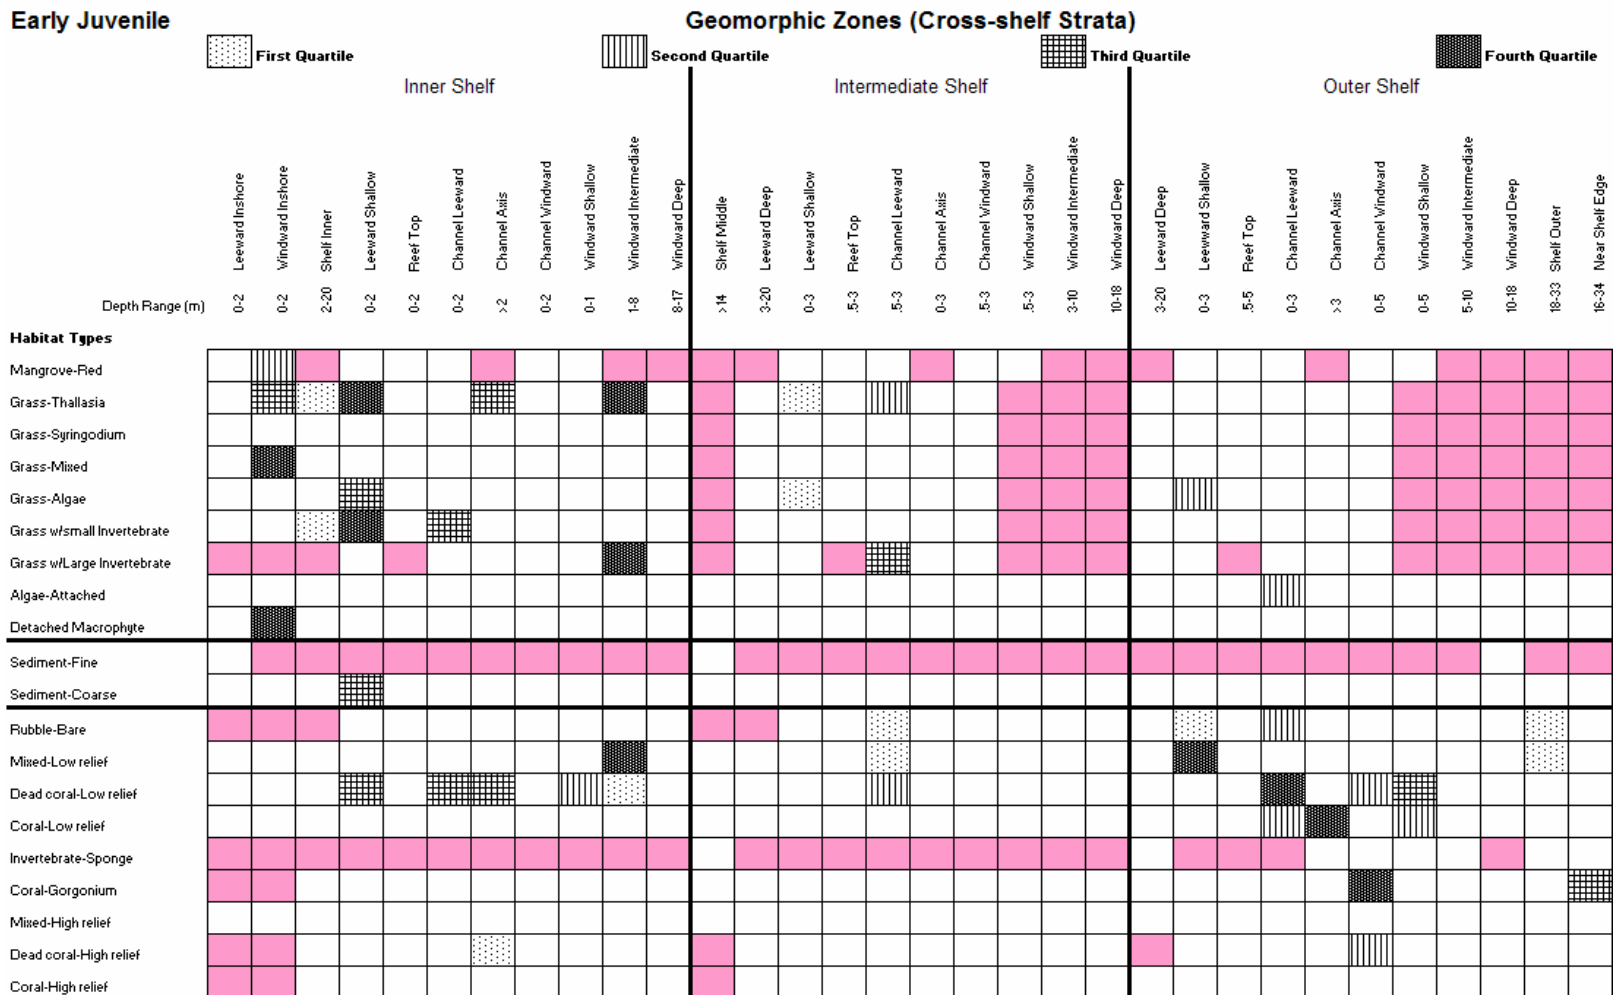 Early Juvenile
Geomorphic Zones (Cross-shelf Strata)
First Quartile
Second Quartile
Third Quartile
Fourth Quartile
Inner Shelf
Intermediate Shelf
Outer Shelf
Leeward Inshore
Windward Inshore
Shelf Inner
Leeward Shallow
Reef Top
Channel Leeward
Channel Axis
Channel Windward
Windward Shallow
Windward Intermediate
Windward Deep
Shelf Middle
Leeward Deep
Leeward Shallow
Reef Top
Channel Leeward
Channel Axis
Channel Windward
Windward Shallow
Windward Intermediate
Windward Deep
Leeward Deep
Leewward Shallow
Reef Top
Channel Leeward
Channel Axis
Channel Windward
Windward Shallow
Windward Intermediate
Windward Deep
Shelf Outer
Near Shelf Edge
Depth Range (m)
0-2
0-2
2-20
0-2
0-2
0-2
>2
0-2
0-1
1-8
8-17
>14
3-20
0-3
.5-3
.5-3
0-3
.5-3
.5-3
3-10
10-18
3-20
0-3
.5-5
0-3
>3
0-5
0-5
5-10
10-18
18-33
16-34
Habitat Types
Mangrove-Red
Grass-Thallasia
Grass-Syringodium
Grass-Mixed
Grass-Algae
Grass w/small Invertebrate
Grass w/Large Invertebrate
Algae-Attached
Detached Macrophyte
Sediment-Fine
Sediment-Coarse
Rubble-Bare
Mixed-Low relief
Dead coral-Low relief
Coral-Low relief
Invertebrate-Sponge
Coral-Gorgonium
Mixed-High relief
Dead coral-High relief
Coral-High relief